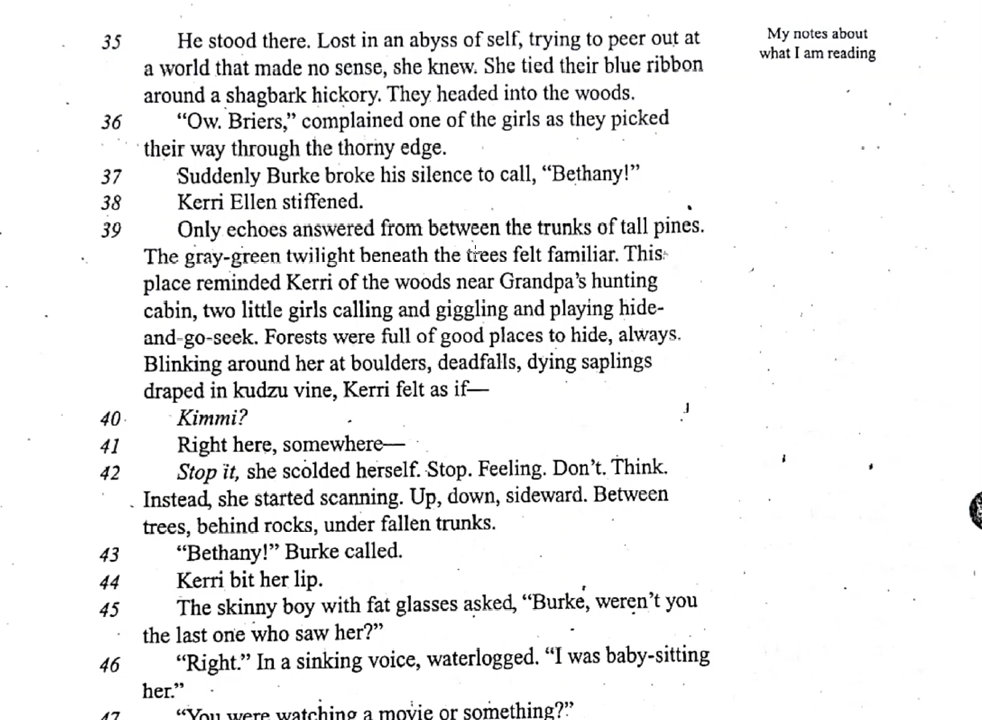 My notes about
what I am reading
35 He stood there. Lost in an abyss of self, trying to peer out at
a world that made no sense, she knew. She tied their blue ribbon
around a shagbark hickory. They headed into the woods.
36 “Ow. Briers,” complained one of the girls as they picked
their way through the thorny edge.
37 Suddenly Burke broke his silence to call, “Bethany!”
38 Kerri Ellen stiffened.
39 Only echoes answered from between the trunks of tall pines.
The gray-green twilight beneath the trees felt familiar. This
place reminded Kerri of the woods near Grandpa’s hunting
cabin, two little girls calling and giggling and playing hide-
and-go-seek. Forests were full of good places to hide, always.
Blinking around her at boulders, deadfalls, dying saplings
draped in kudzu vine, Kerri felt as if—
40 Kimmi?
41 Right here, somewhere—
42 Stop it, she scolded herself. Stop. Feeling. Don’t. Think.
Instead, she started scanning. Up, down, sideward. Between
trees, behind rocks, under fallen trunks.
43 “Bethany!” Burke called.
44 Kerri bit her lip.
45 The skinny boy with fat glasses asked, “Burke, weren’t you
the last one who saw her?”
46 “Right.” In a sinking voice, waterlogged. “I was baby-sitting
her.”
47 “You were watching a movie or something?”